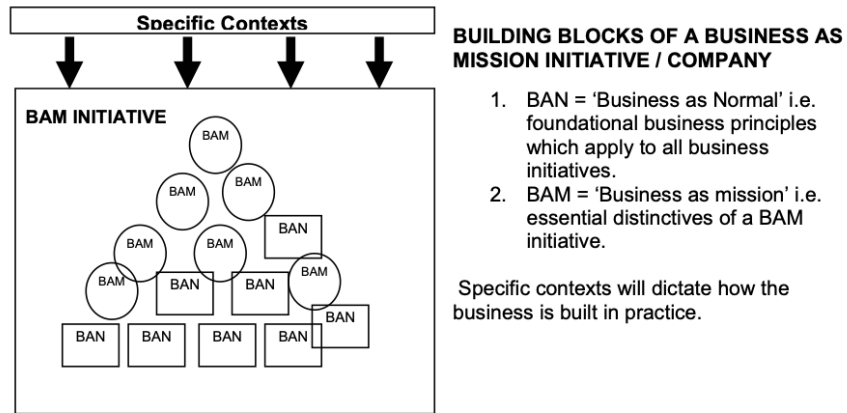 Specific Contexts
BAM INITIATIVE
BAM
BAM
BAM
BAN
BAM
BAM
BAM
BAM
BAN
BAN
BAN
BAN
BAN
BAN
BAN
BUILDING BLOCKS OF A BUSINESS AS
MISSION INITIATIVE / COMPANY
1. BAN = ‘Business as Normal’ i.e.
foundational business principles
which apply to all business
initiatives.
2. BAM = ‘Business as mission’ i.e.
essential distinctives of a BAM
initiative.
Specific contexts will dictate how the
business is built in practice.